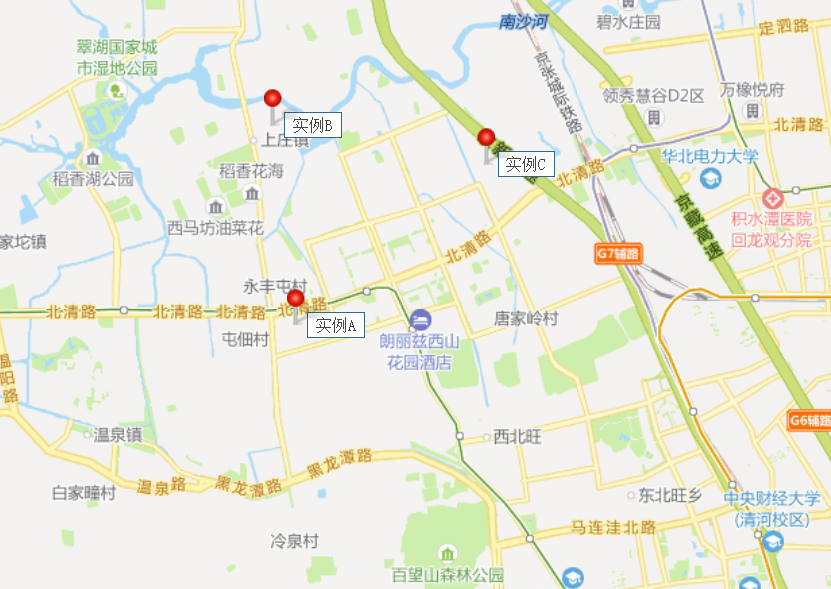 南沙河
碧水庄园
定泗路
翠湖国家城
市湿地公园
京张城际铁路
领秀慧谷D2区
万橡悦府
实例B
上庄镇
北清路
实例C
华北电力大学
稻香湖公园
稻香花海
北清路
积水潭医院
回龙观分院
西马坊油菜花
京藏高速
家坨镇
北清路
G7辅路
永丰屯村
北清路
北清路
北清路
北清路
实例A
屯佃村
唐家岭村
朗丽兹西山
花园酒店
温阳路
G6辅路
温泉镇
西北旺
黑龙潭路
白家疃村
温泉路
黑龙潭路
东北旺乡
中央财经大学
(清河校区)
马连洼北路
冷泉村
百望山森林公园